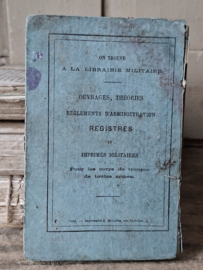 ON TROUVE
A LA LIBRAIRIE MILITAIRE
OUVRAGES, THÉORIES
RÈGLEMENTS D'ADMINISTRATION
REGISTRES
ET
IMPRIMÉS MILITAIRES
Pour les corps de troupes
de toutes armes.